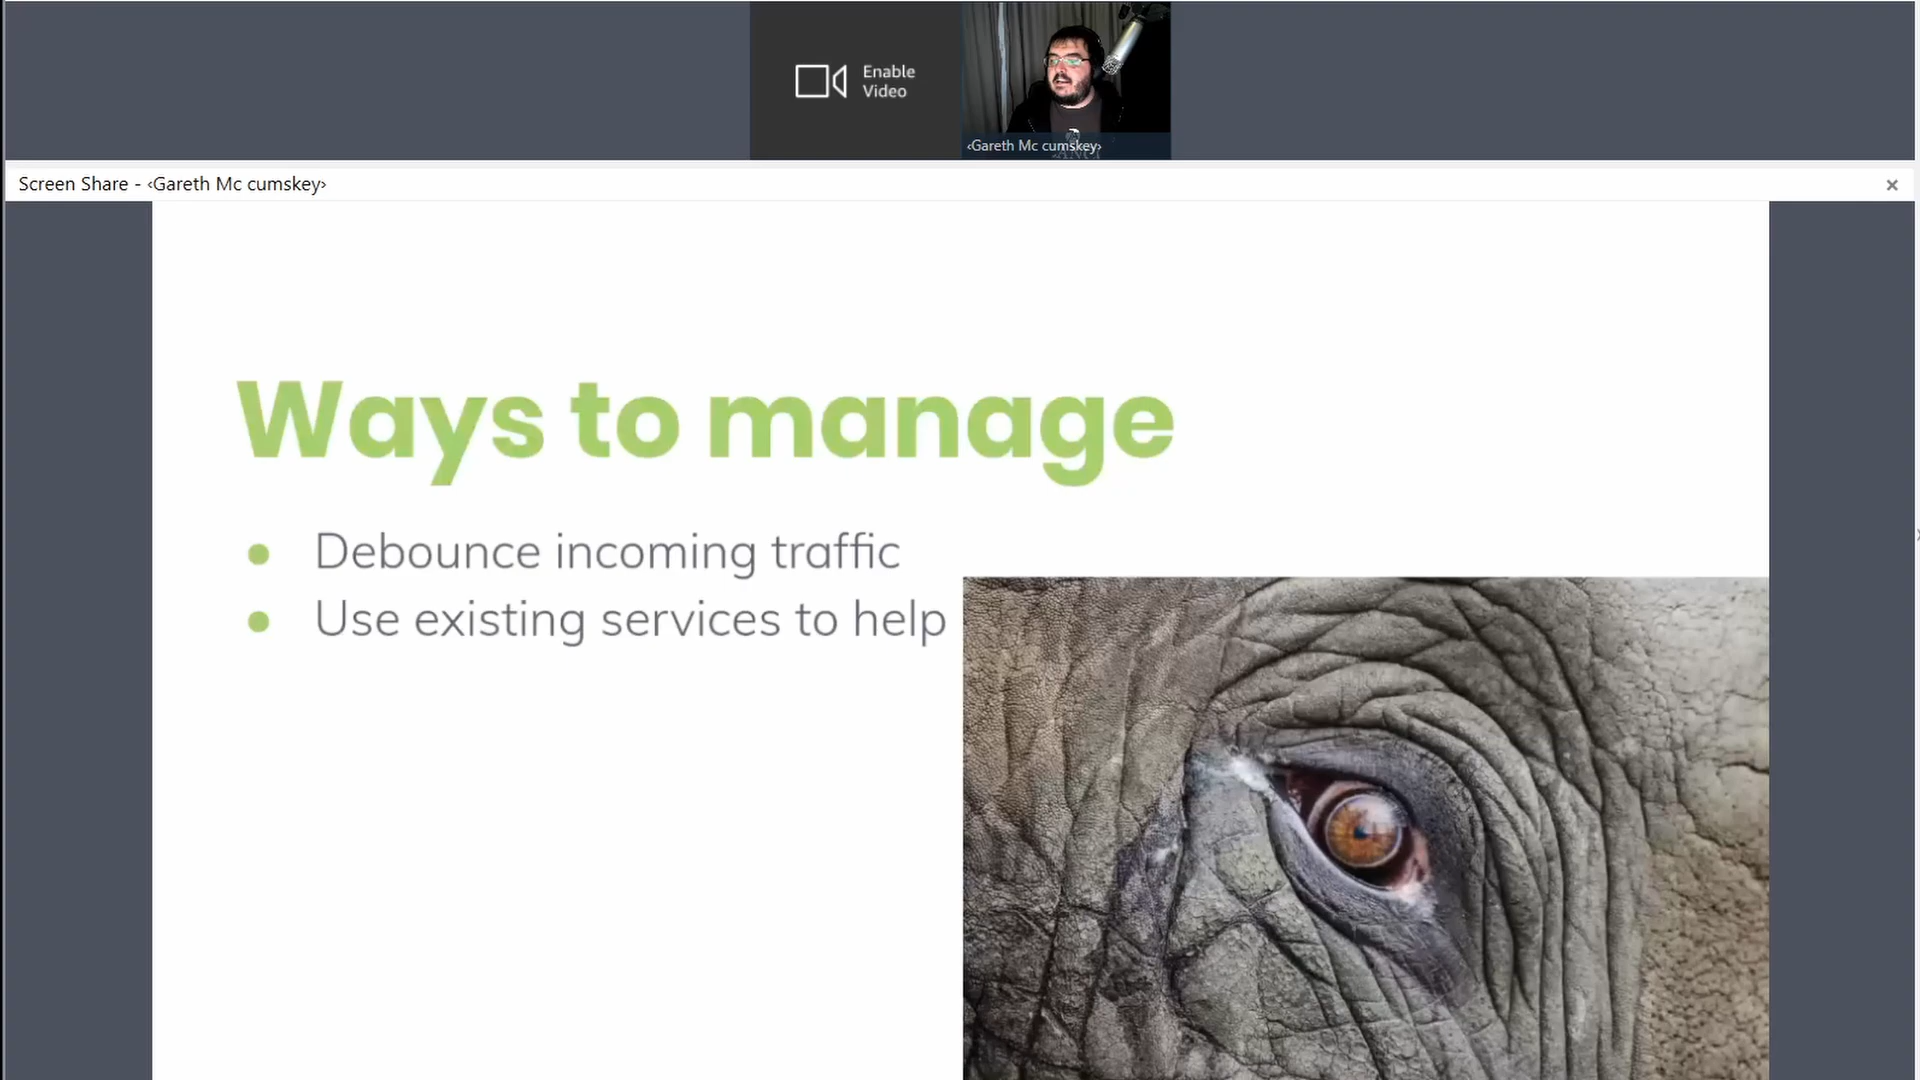 Enable
Video
‹Gareth Mc cumskey›
Screen Share - ‹Gareth Mc cumskey›
Ways to manage
Debounce incoming traffic
Use existing services to help